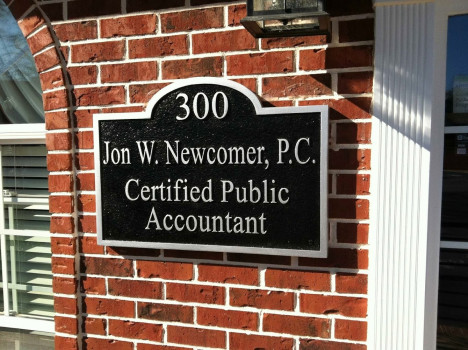 300
Jon W. Newcomer, P.C.
Certified Public
Accountant